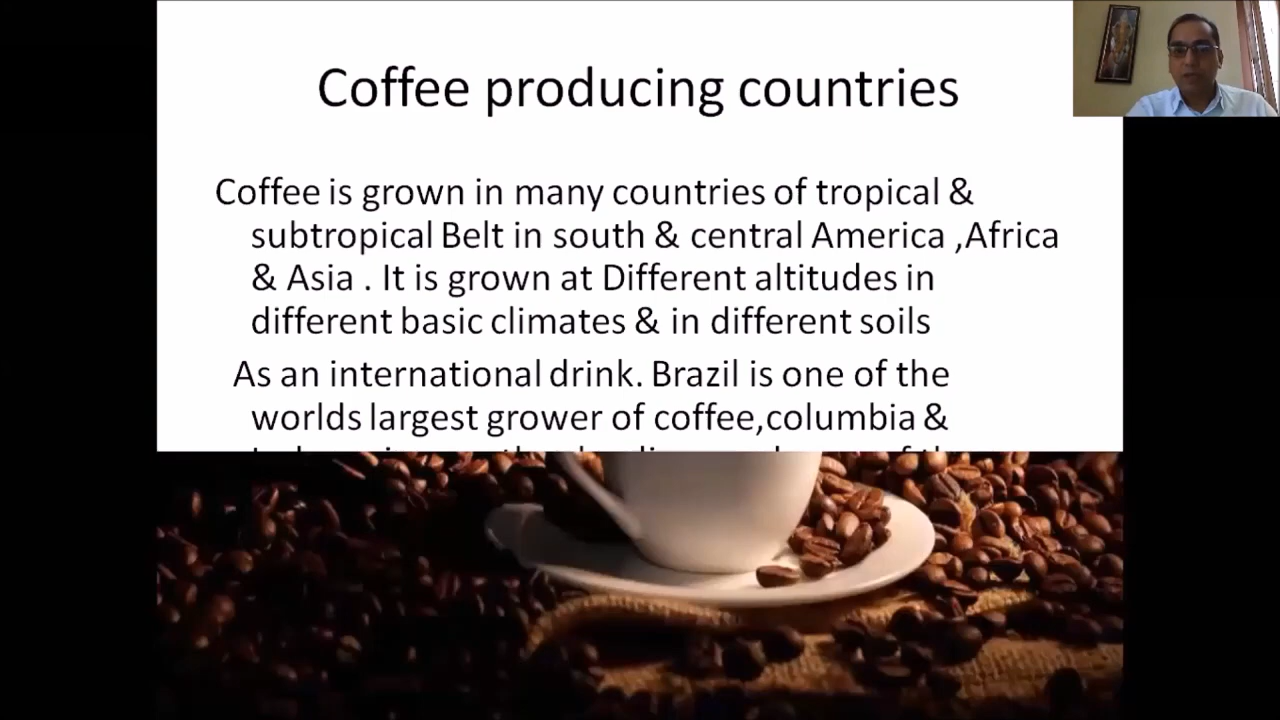 Coffee producing countries
Coffee is grown in many countries of tropical &
subtropical Belt in south & central America ,Africa
& Asia . It is grown at Different altitudes in
different basic climates & in different soils
As an international drink. Brazil is one of the
worlds largest grower of coffee,columbia &